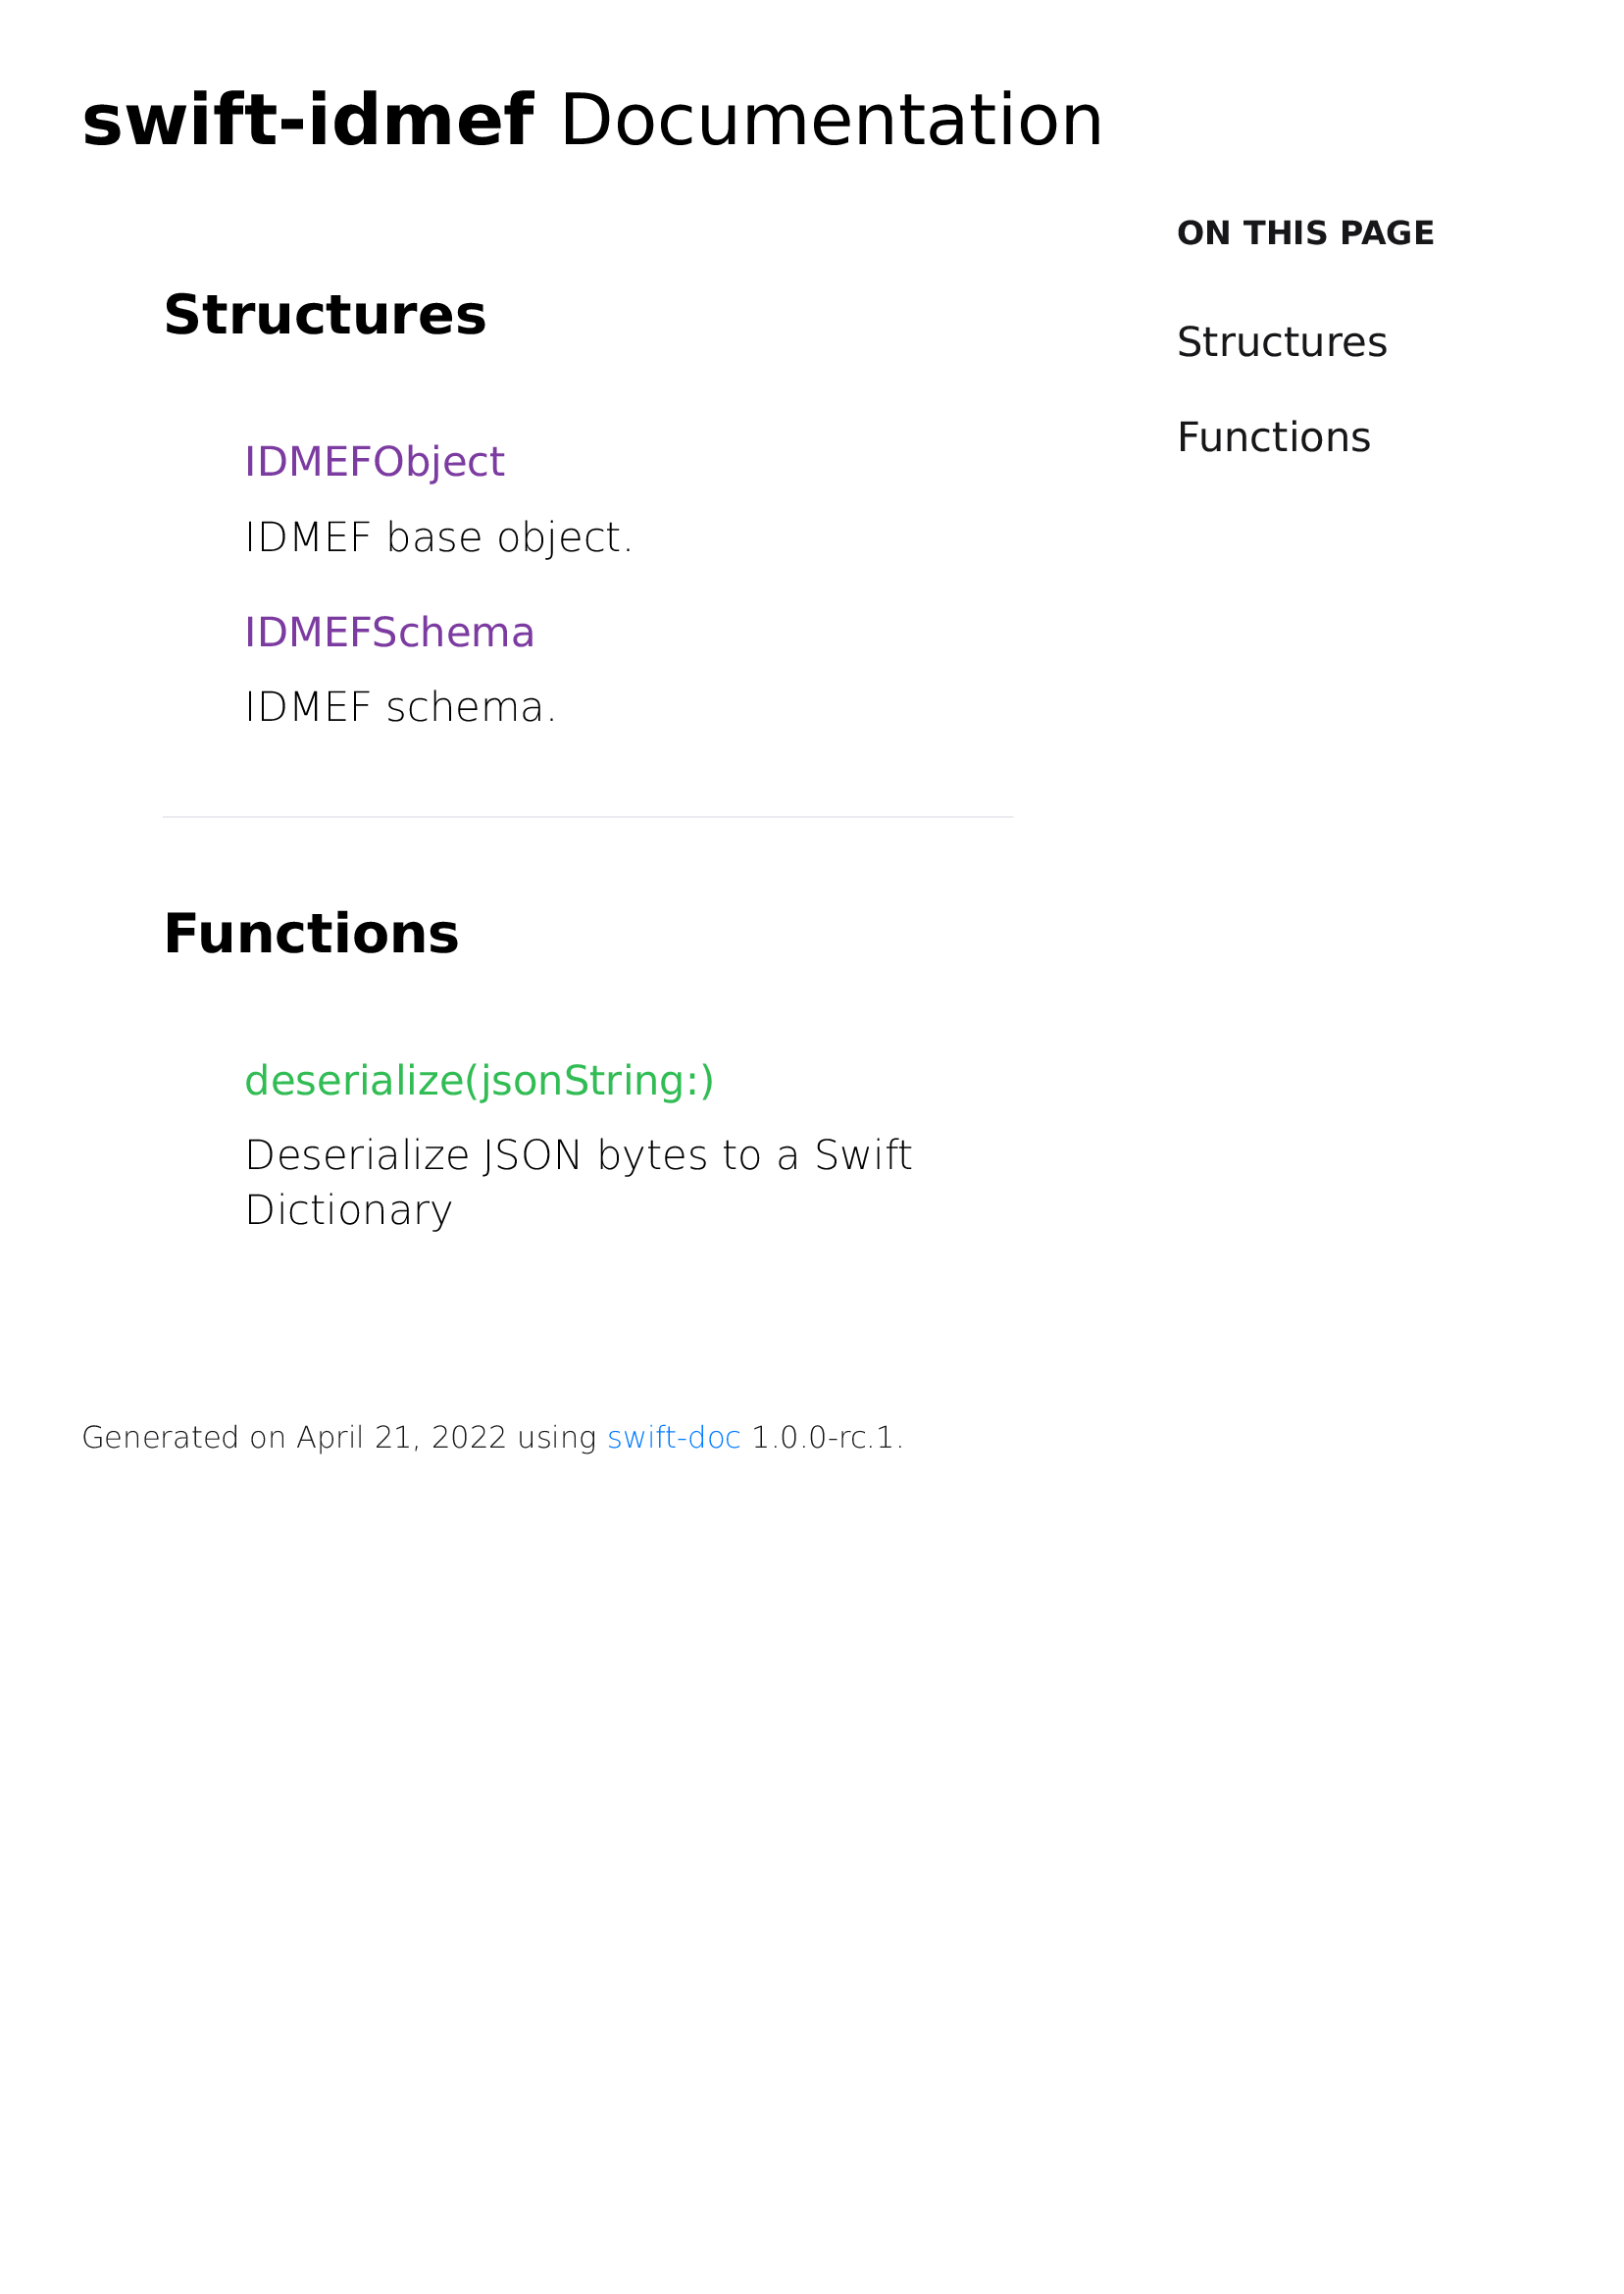 swift-idmef Documentation
ON THIS PAGE
Structures
Functions
Structures
IDMEFObject
IDMEF base object.
IDMEFSchema
IDMEF schema.
Functions
deserialize(jsonString:)
Deserialize JSON bytes to a Swift
Dictionary
Generated on April 21, 2022 using swift-doc 1.0.0-rc.1.